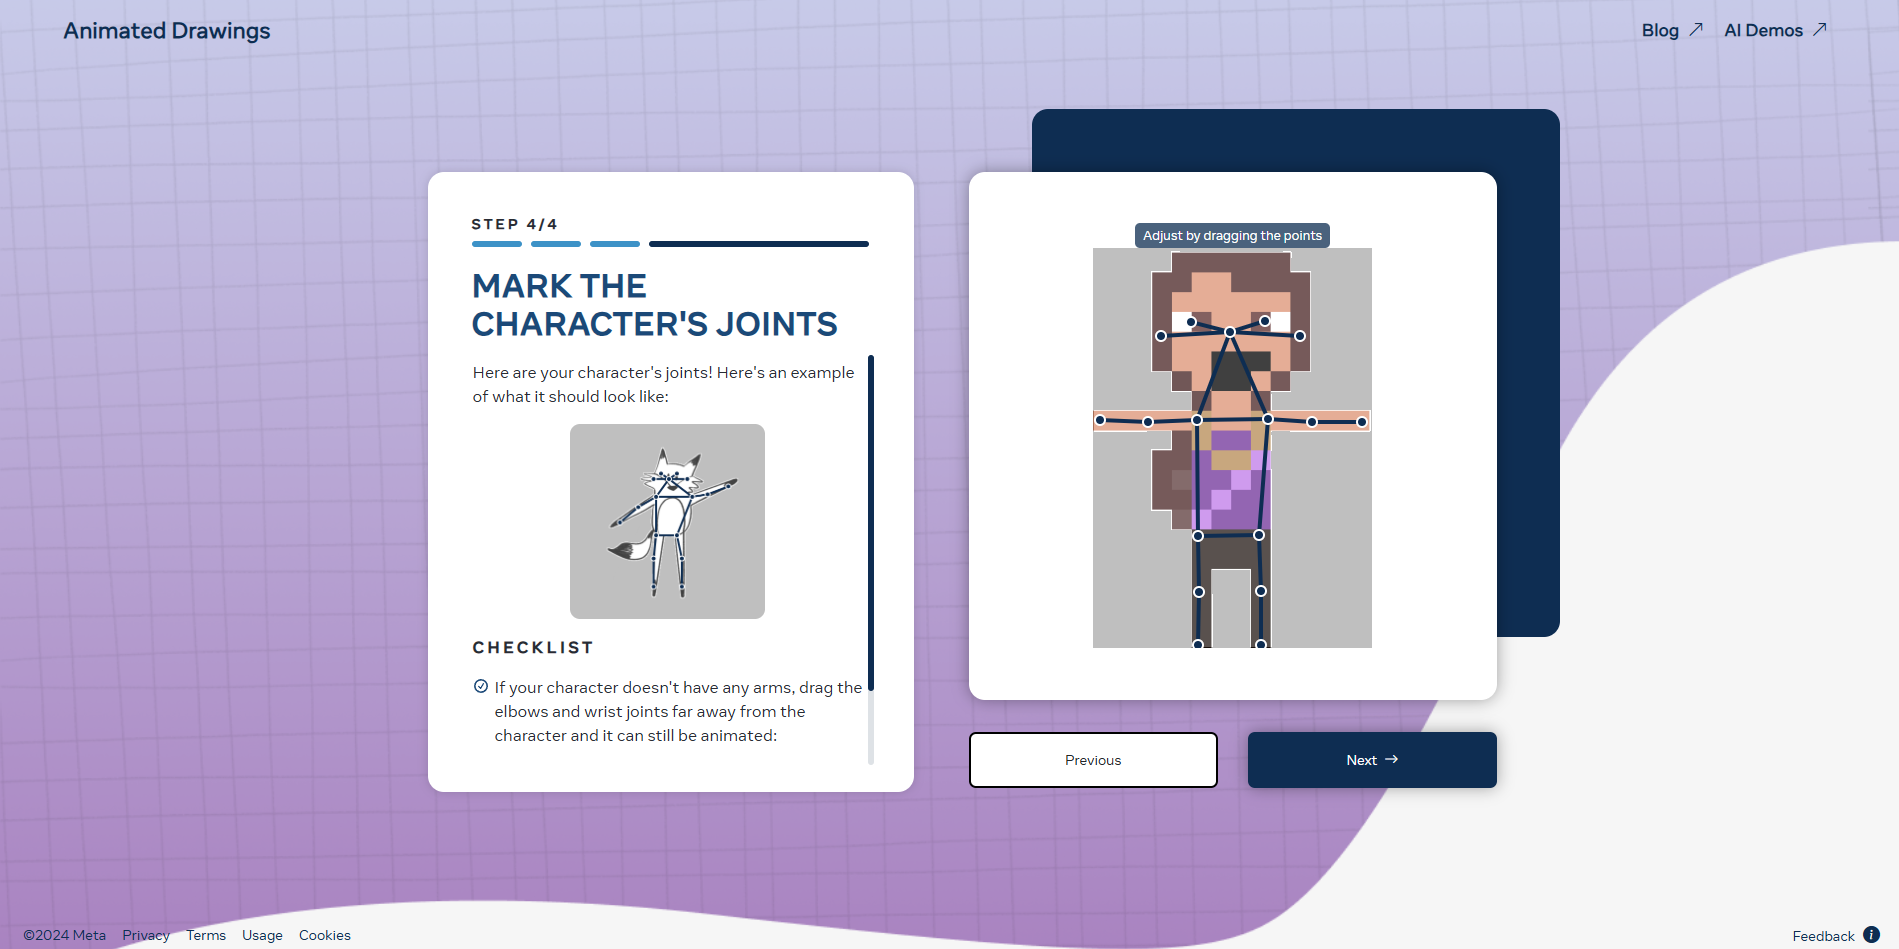 Animated Drawings
Blog
AI Demos
STEP 4/4
MARK THE
CHARACTER'S JOINTS
Here are your character's joints! Here's an example
of what it should look like:
CHECKLIST
If your character doesn't have any arms, drag the
elbows and wrist joints far away from the
character and it can still be animated:
Adjust by dragging the points
Previous
Next
©2024 Meta Privacy Terms Usage Cookies
Feedback